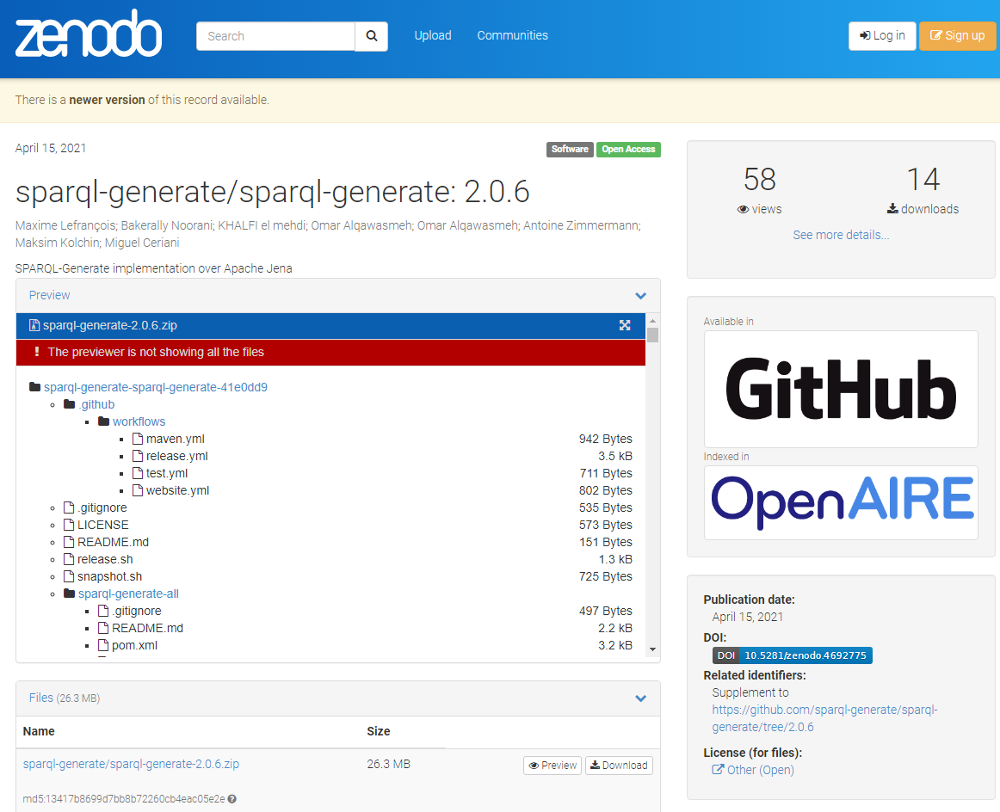 zenodo
Search
Upload
Communities
Log in
Sign up
There is a newer version of this record available.
April 15, 2021
Software
Open Access
sparql-generate/sparql-generate: 2.0.6
Maxime Lefrançois; Bakerally Noorani; KHALFI el mehdi; Omar Alqawasmeh; Omar Alqawasmeh; Antoine Zimmermann;
Maksim Kolchin; Miguel Ceriani
SPARQL-Generate implementation over Apache Jena
Preview
sparql-generate-2.0.6.zip
! The previewer is not showing all the files
sparql-generate-sparql-generate-41e0dd9
.github
workflows
maven.yml 942 Bytes
release.yml 3.5 kB
test.yml 711 Bytes
website.yml 802 Bytes
.gitignore 535 Bytes
LICENSE 573 Bytes
README.md 151 Bytes
release.sh 1.3 kB
snapshot.sh 725 Bytes
sparql-generate-all
.gitignore 497 Bytes
README.md 2.2 kB
pom.xml 3.2 kB
Files (26.3 MB)
Name Size
sparql-generate/sparql-generate-2.0.6.zip 26.3 MB Preview Download
md5:13417b8699d7bb8b72260cb4eac05e2e
58 14
views downloads
See more details...
Available in
GitHub
Indexed in
OpenAIRE
Publication date:
April 15, 2021
DOI:
DOI 10.5281/zenodo.4692775
Related identifiers:
Supplement to
https://github.com/sparql-generate/sparql-
generate/tree/2.0.6
License (for files):
Other (Open)